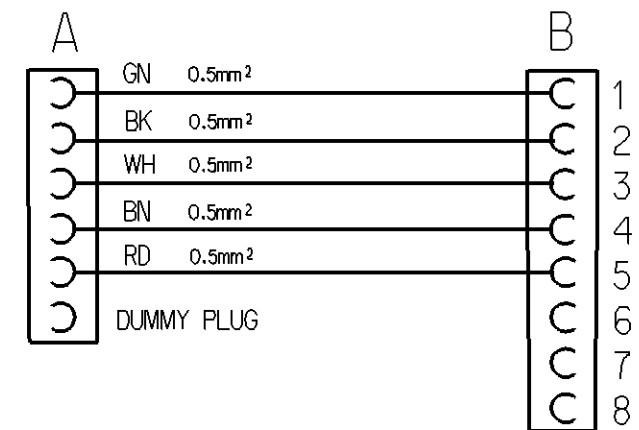 A B
GN 0.5mm² 1
BK 0.5mm² 2
WH 0.5mm² 3
BN 0.5mm² 4
RD 0.5mm² 5
DUMMY PLUG 6
7
8